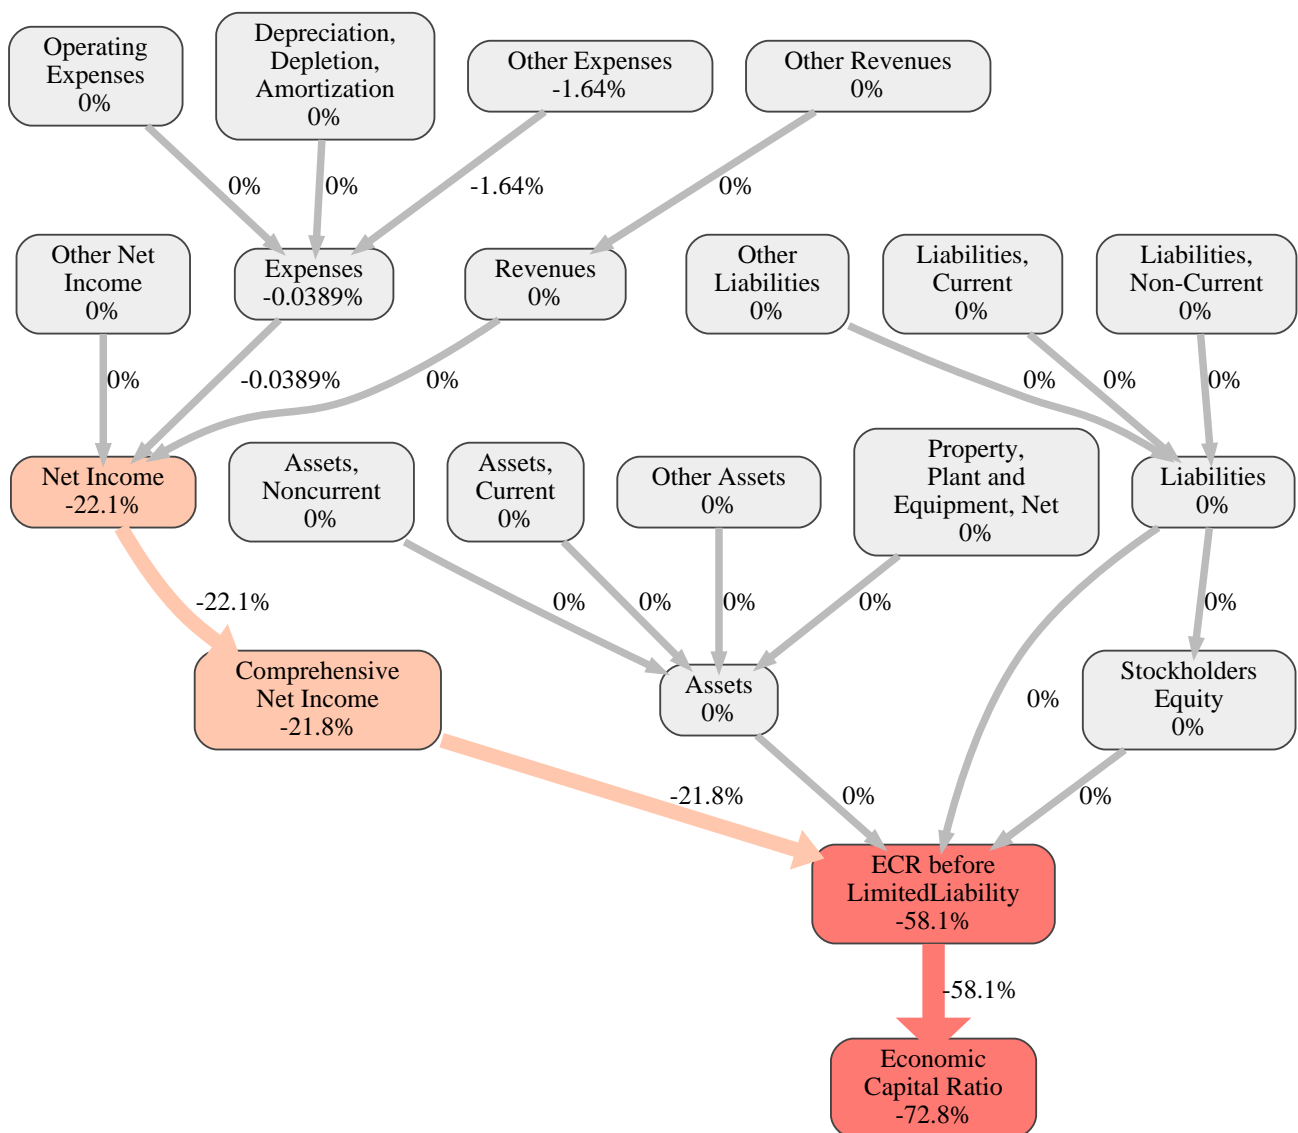 Operating
Expenses
0%
Depreciation,
Depletion,
Amortization
0%
Other Expenses
-1.64%
Other Revenues
0%
0%
0%
-1.64%
0%
Other Net
Income
0%
Expenses
-0.0389%
Revenues
0%
Other
Liabilities
0%
Liabilities,
Current
0%
Liabilities,
Non-Current
0%
0%
-0.0389%
0%
0%
0%
0%
Net Income
-22.1%
Assets,
Noncurrent
0%
Assets,
Current
0%
Other Assets
0%
Property,
Plant and
Equipment, Net
0%
Liabilities
0%
-22.1%
0%
0%
0%
0%
0%
Comprehensive
Net Income
-21.8%
Assets
0%
0%
Stockholders
Equity
0%
-21.8%
0%
0%
ECR before
LimitedLiability
-58.1%
-58.1%
Economic
Capital Ratio
-72.8%